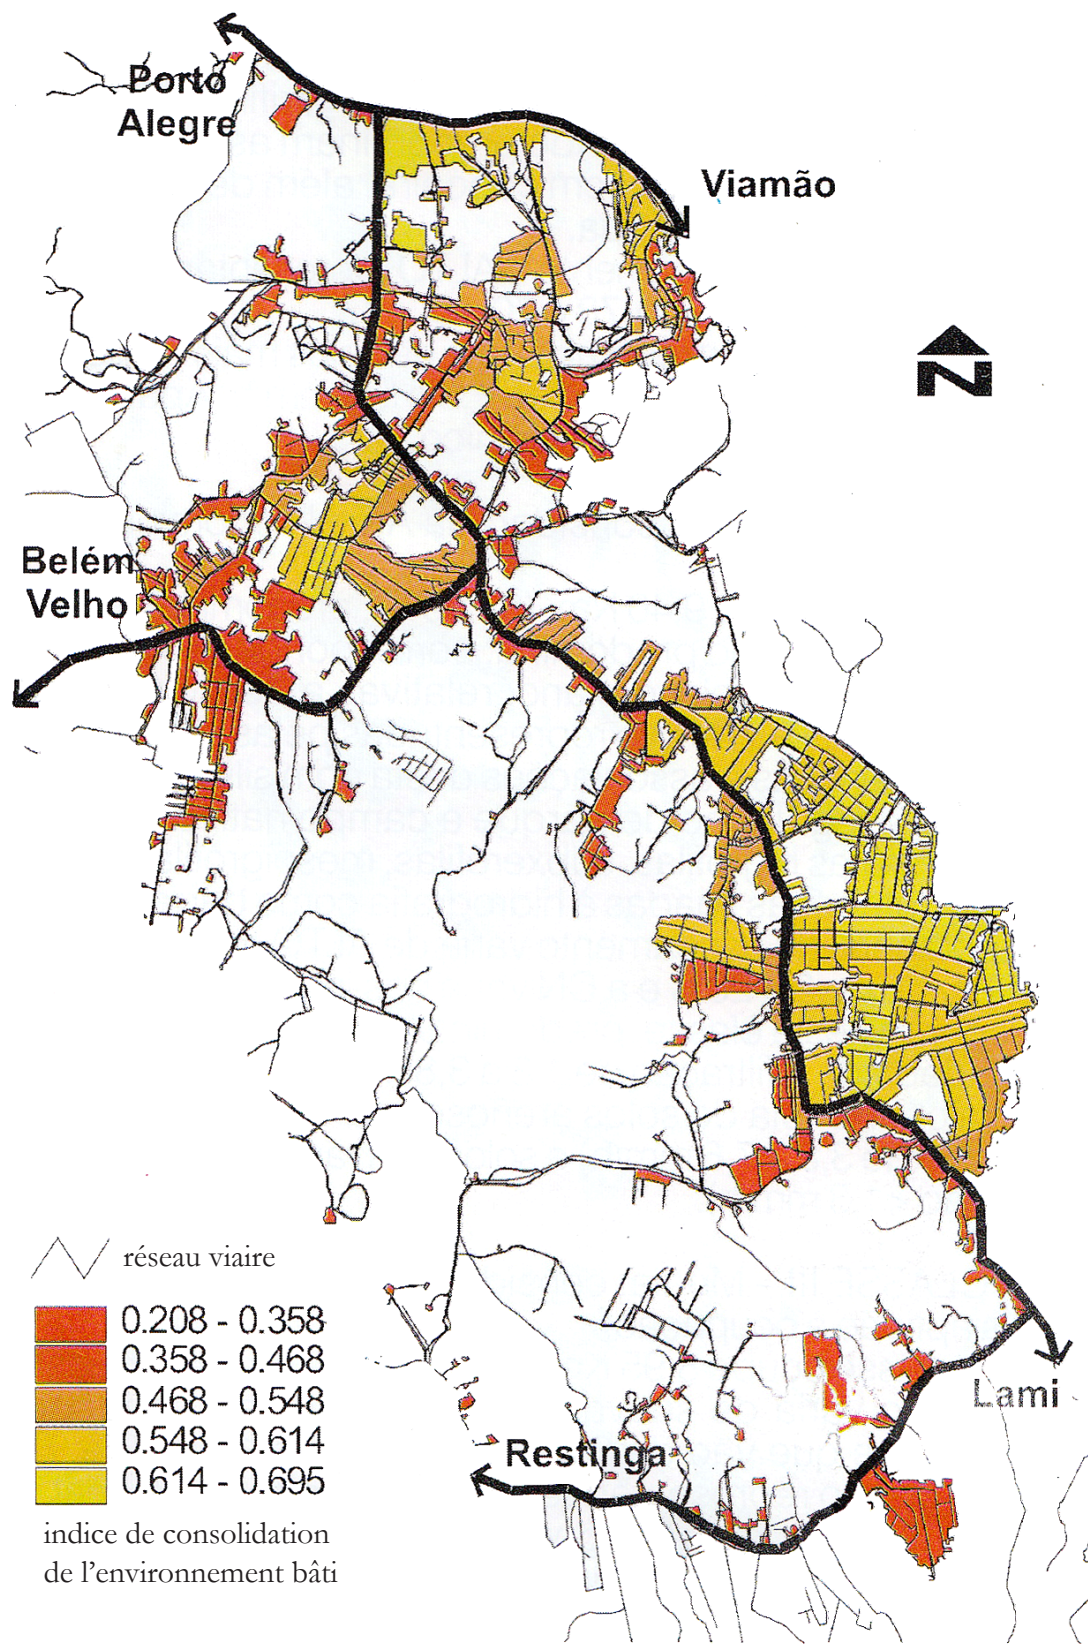 Porto
Alegre
Viamão
N
Belém
Velho
réseau viaire
0.208 - 0.358
0.358 - 0.468
0.468 - 0.548
0.548 - 0.614
0.614 - 0.695
indice de consolidation
de l’environnement bâti
Lami
Restinga